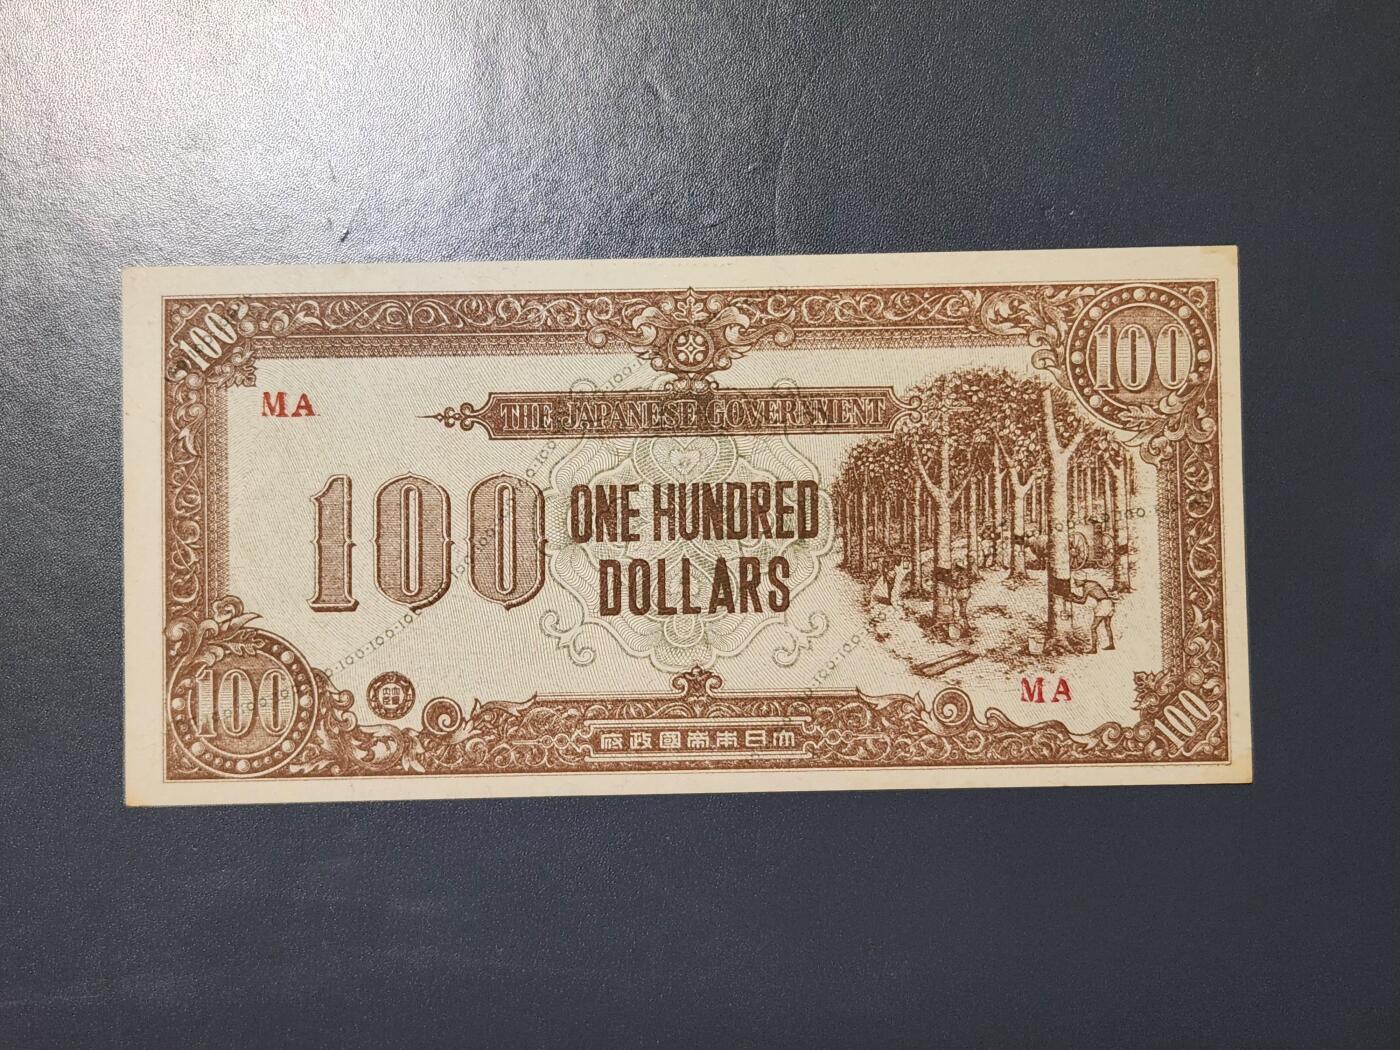 100
100
MA
THE JAPANESE GOVERNMENT
100
ONE HUNDRED
DOLLARS
MA
100
府政國帝本日大
100